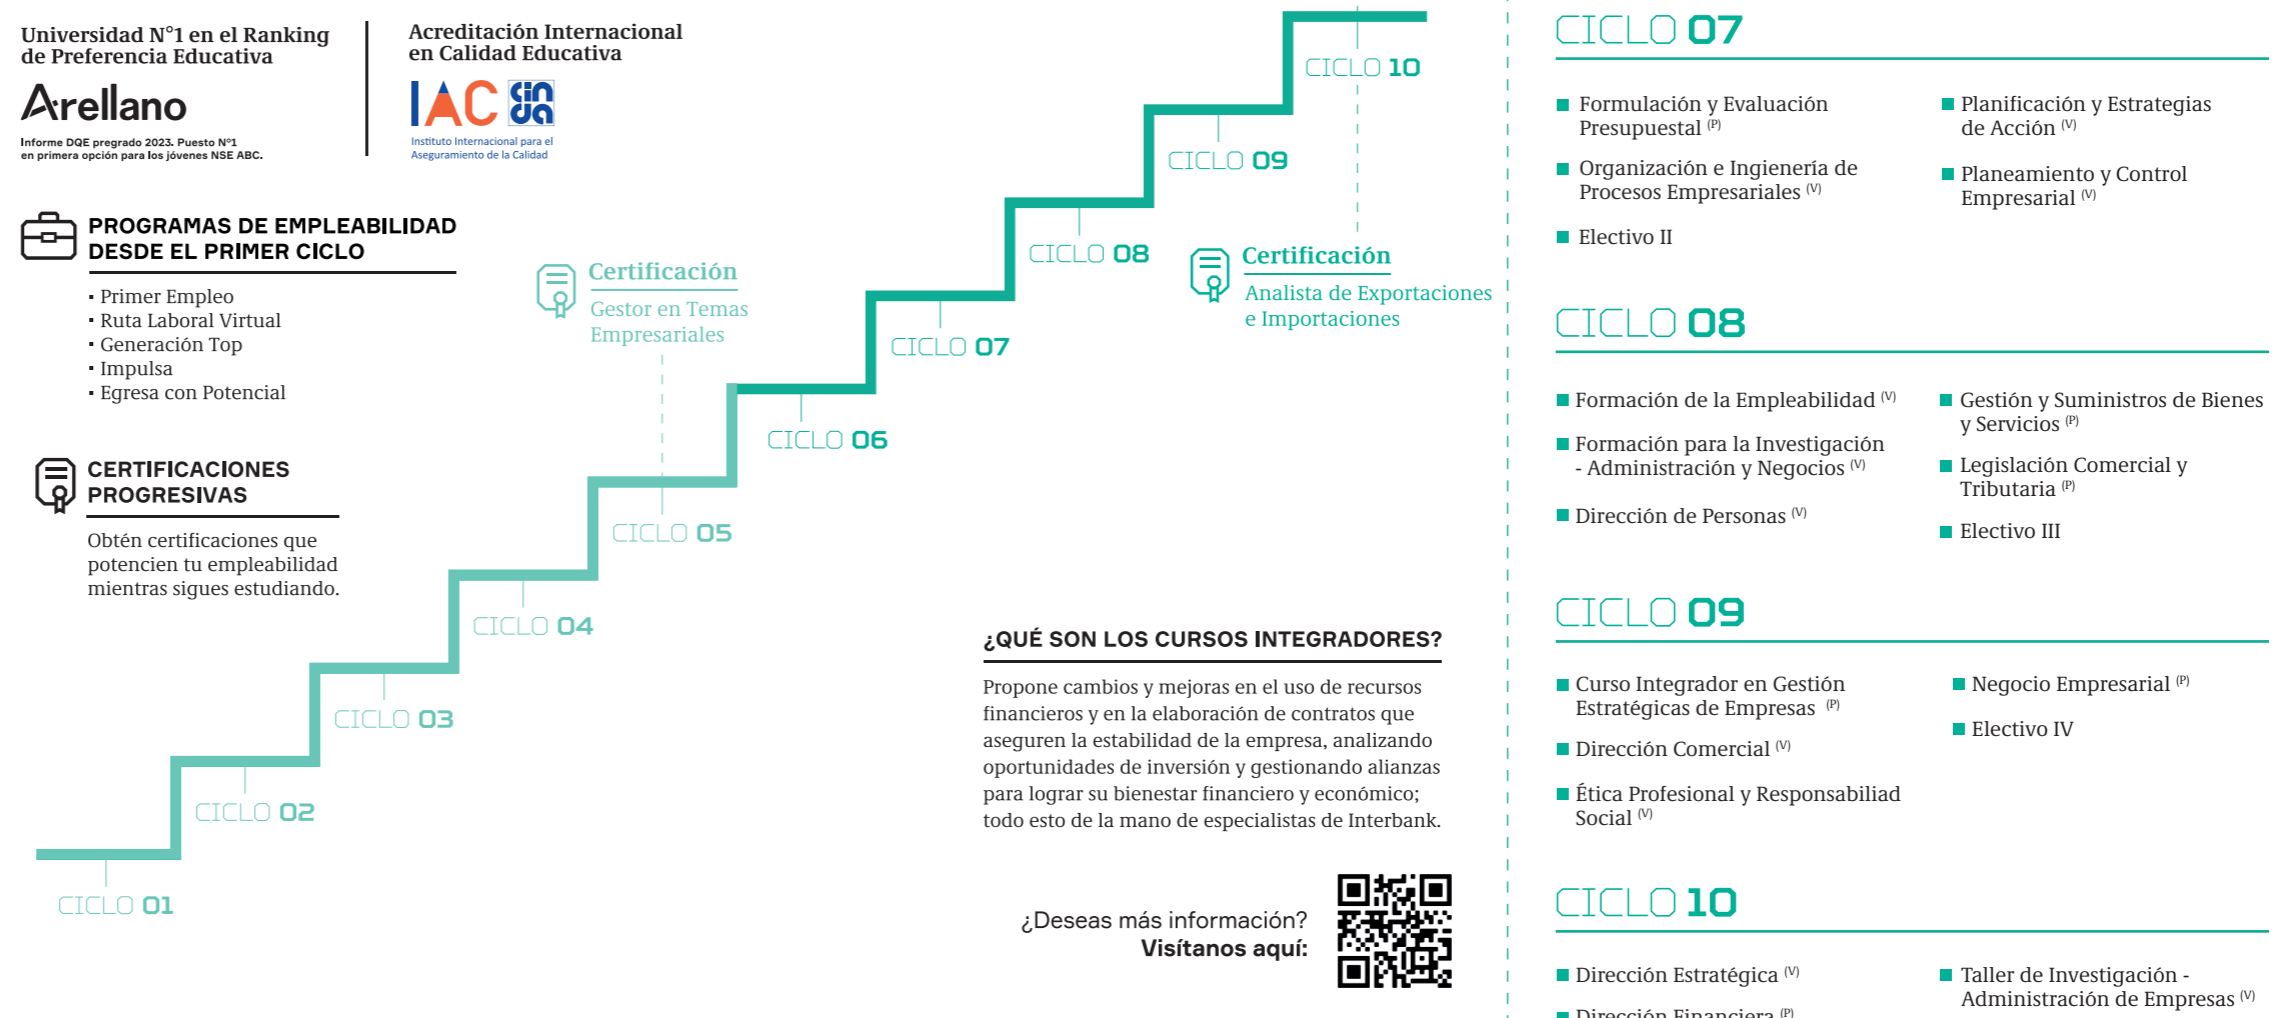 Universidad N°1 en el Ranking
de Preferencia Educativa
Arellano
Informe DQE pregrado 2023. Puesto N°1
en primera opción para los jóvenes NSE ABC.
Acreditación Internacional
en Calidad Educativa
IAC cinda
Instituto Internacional para el
Aseguramiento de la Calidad
PROGRAMAS DE EMPLEABILIDAD
DESDE EL PRIMER CICLO
▪ Primer Empleo
▪ Ruta Laboral Virtual
▪ Generación Top
▪ Impulsa
▪ Egresa con Potencial
CERTIFICACIONES
PROGRESIVAS
Obtén certificaciones que
potencien tu empleabilidad
mientras sigues estudiando.
CICLO 01
CICLO 02
CICLO 03
CICLO 04
CICLO 05
CICLO 06
CICLO 07
CICLO 08
CICLO 09
CICLO 10
Certificación
Gestor en Temas
Empresariales
Certificación
Analista de Exportaciones
e Importaciones
¿QUÉ SON LOS CURSOS INTEGRADORES?
Propone cambios y mejoras en el uso de recursos
financieros y en la elaboración de contratos que
aseguren la estabilidad de la empresa, analizando
oportunidades de inversión y gestionando alianzas
para lograr su bienestar financiero y económico;
todo esto de la mano de especialistas de Interbank.
¿Deseas más información?
Visítanos aquí:
CICLO 07
Formulación y Evaluación
Presupuestal (P)
Organización e Ingienería de
Procesos Empresariales (V)
Electivo II
Planificación y Estrategias
de Acción (V)
Planeamiento y Control
Empresarial (V)
CICLO 08
Formación de la Empleabilidad (V)
Formación para la Investigación
- Administración y Negocios (V)
Dirección de Personas (V)
Gestión y Suministros de Bienes
y Servicios (P)
Legislación Comercial y
Tributaria (P)
Electivo III
CICLO 09
Curso Integrador en Gestión
Estratégicas de Empresas (P)
Dirección Comercial (V)
Ética Profesional y Responsabiliad
Social (V)
Negocio Empresarial (P)
Electivo IV
CICLO 10
Dirección Estratégica (V)
Dirección Financiera (P)
Taller de Investigación -
Administración de Empresas (V)